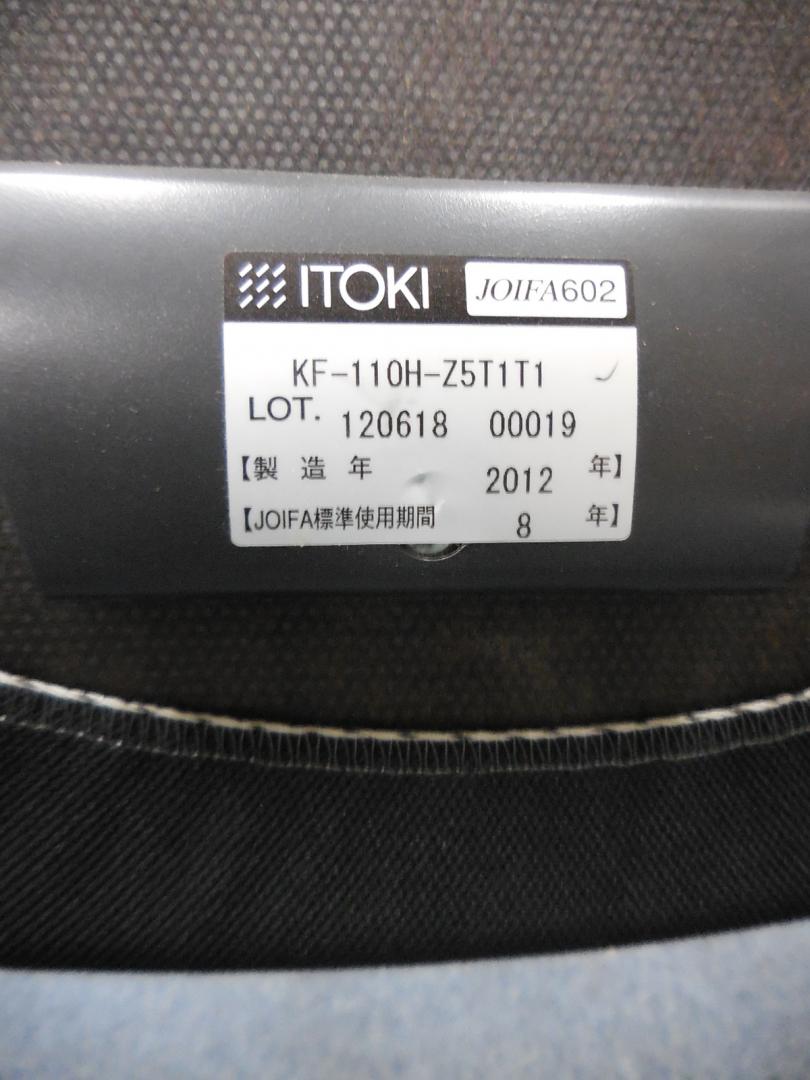 ITOKI JOIFA602
KF-110H-Z5T1T1
LOT. 120618 00019
【製造年 2012 年】
【JOIFA標準使用期間 8 年】